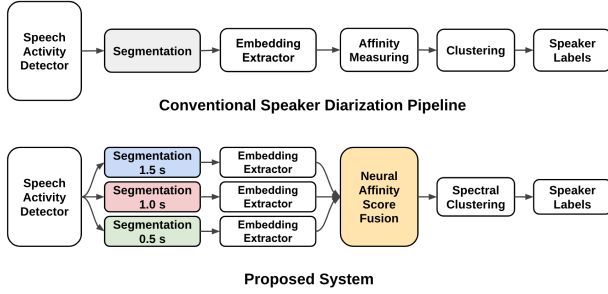 Speech
Activity
Detector
Segmentation
Embedding
Extractor
Affinity
Measuring
Clustering
Speaker
Labels
Conventional Speaker Diarization Pipeline
Speech
Activity
Detector
Segmentation
1.5 s
Segmentation
1.0 s
Segmentation
0.5 s
Embedding
Extractor
Embedding
Extractor
Embedding
Extractor
Neural
Affinity
Score
Fusion
Spectral
Clustering
Speaker
Labels
Proposed System